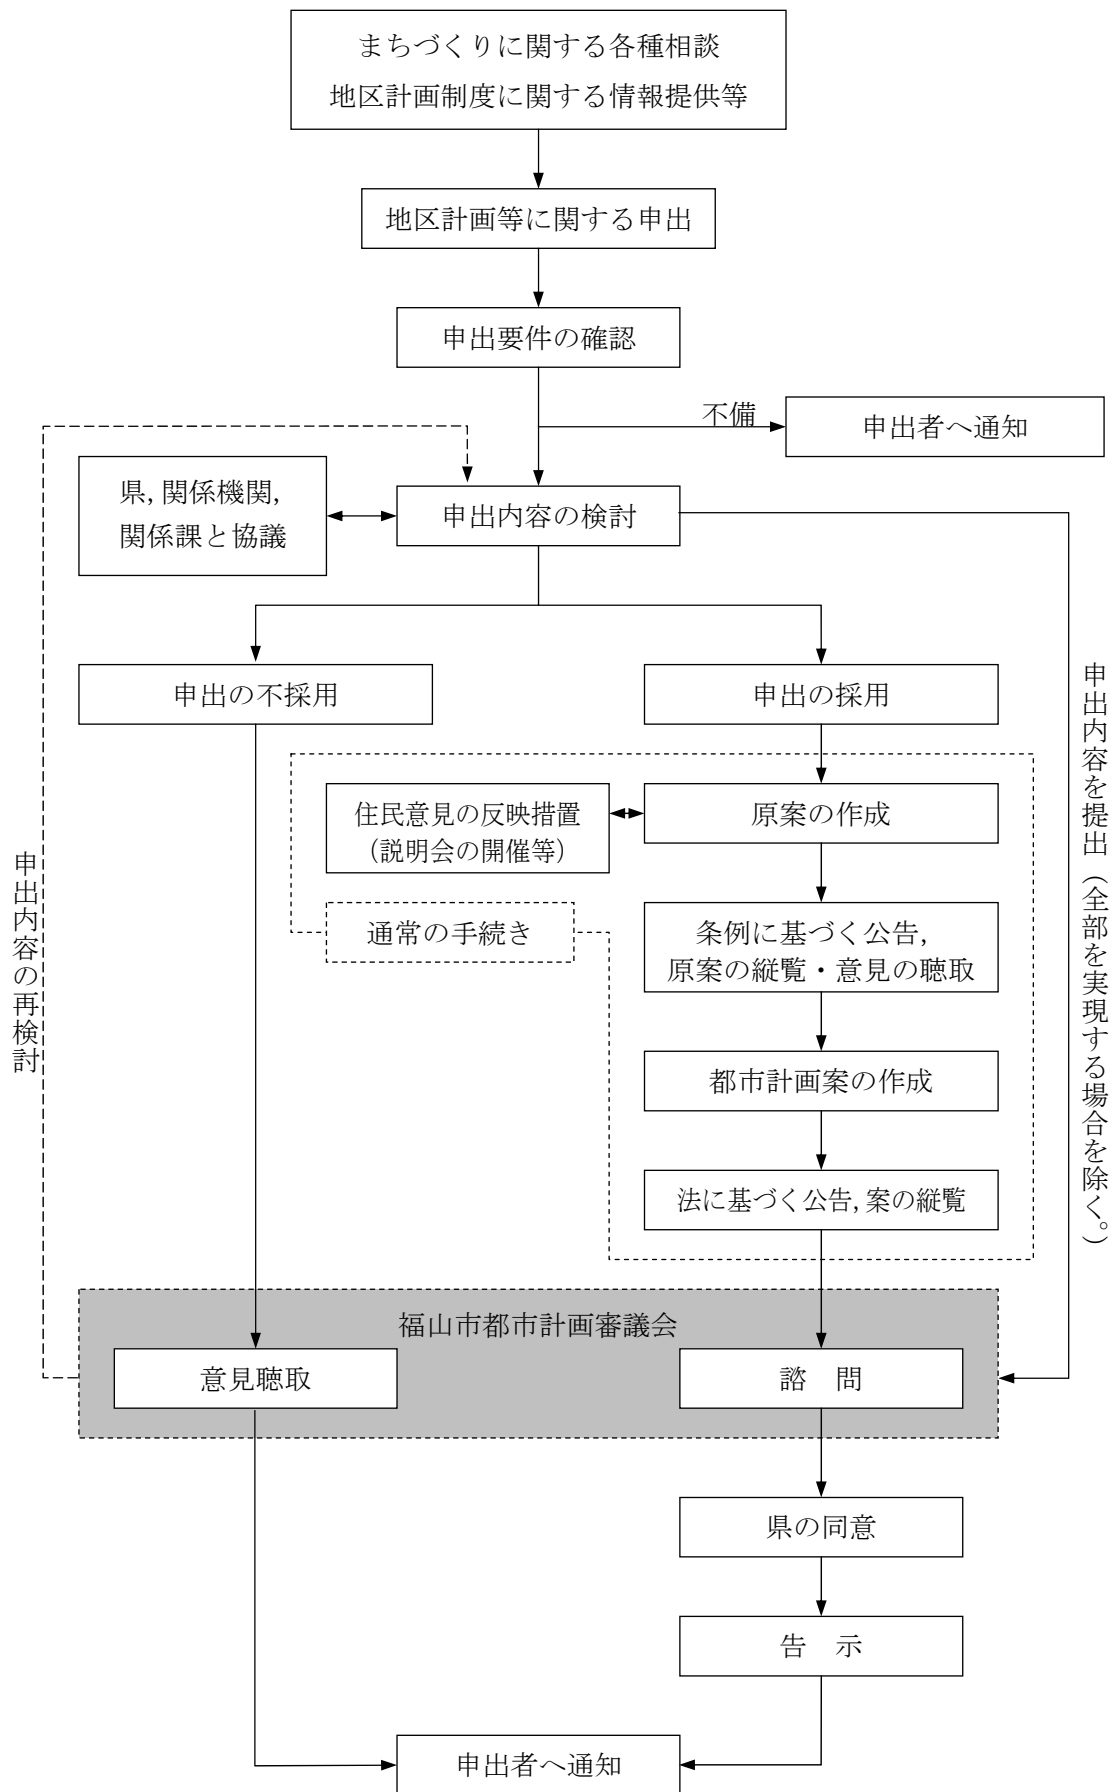 まちづくりに関する各種相談
地区計画制度に関する情報提供等
地区計画等に関する申出
申出要件の確認
不備
申出者へ通知
県,関係機関,
関係課と協議
申出内容の検討
申出の不採用
申出の採用
申出内容を提出（全部を実現する場合を除く。）
住民意見の反映措置
（説明会の開催等）
原案の作成
申出内容の再検討
通常の手続き
条例に基づく公告,
原案の縦覧・意見の聴取
都市計画案の作成
法に基づく公告,案の縦覧
福山市都市計画審議会
意見聴取
諮　問
県の同意
告　示
申出者へ通知